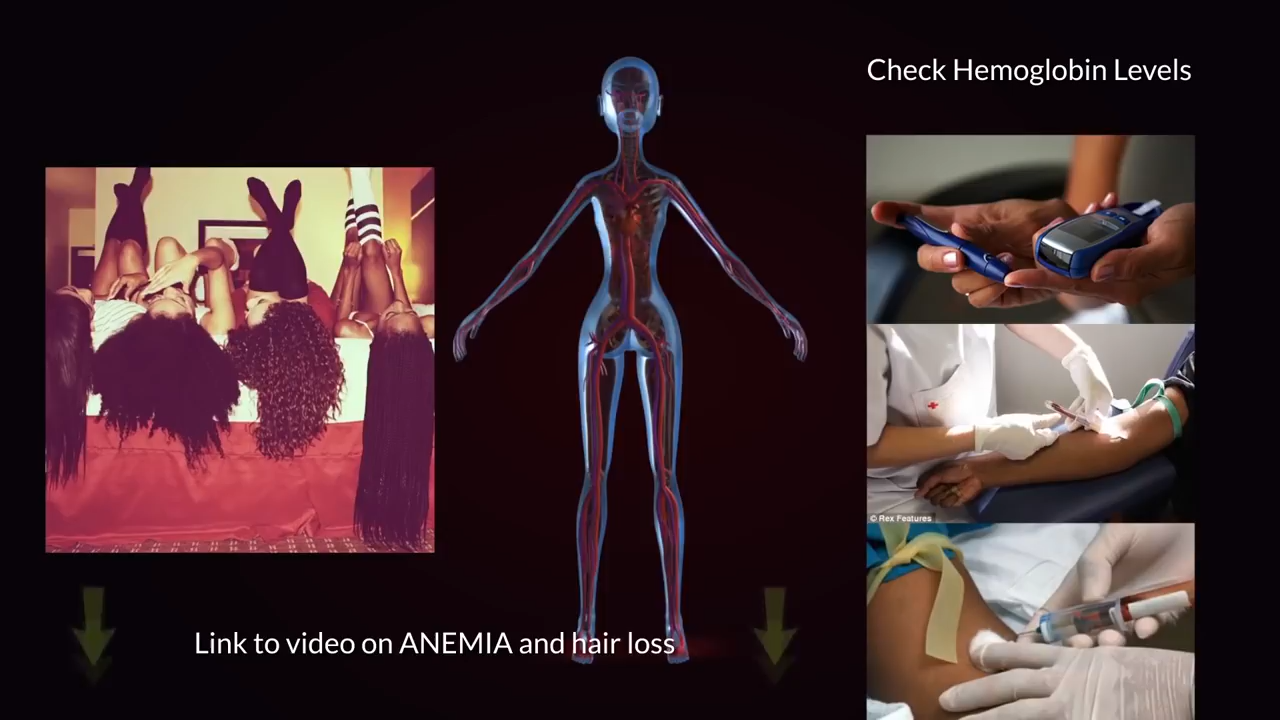 Check Hemoglobin Levels
© Rex Features
Link to video on ANEMIA and hair loss